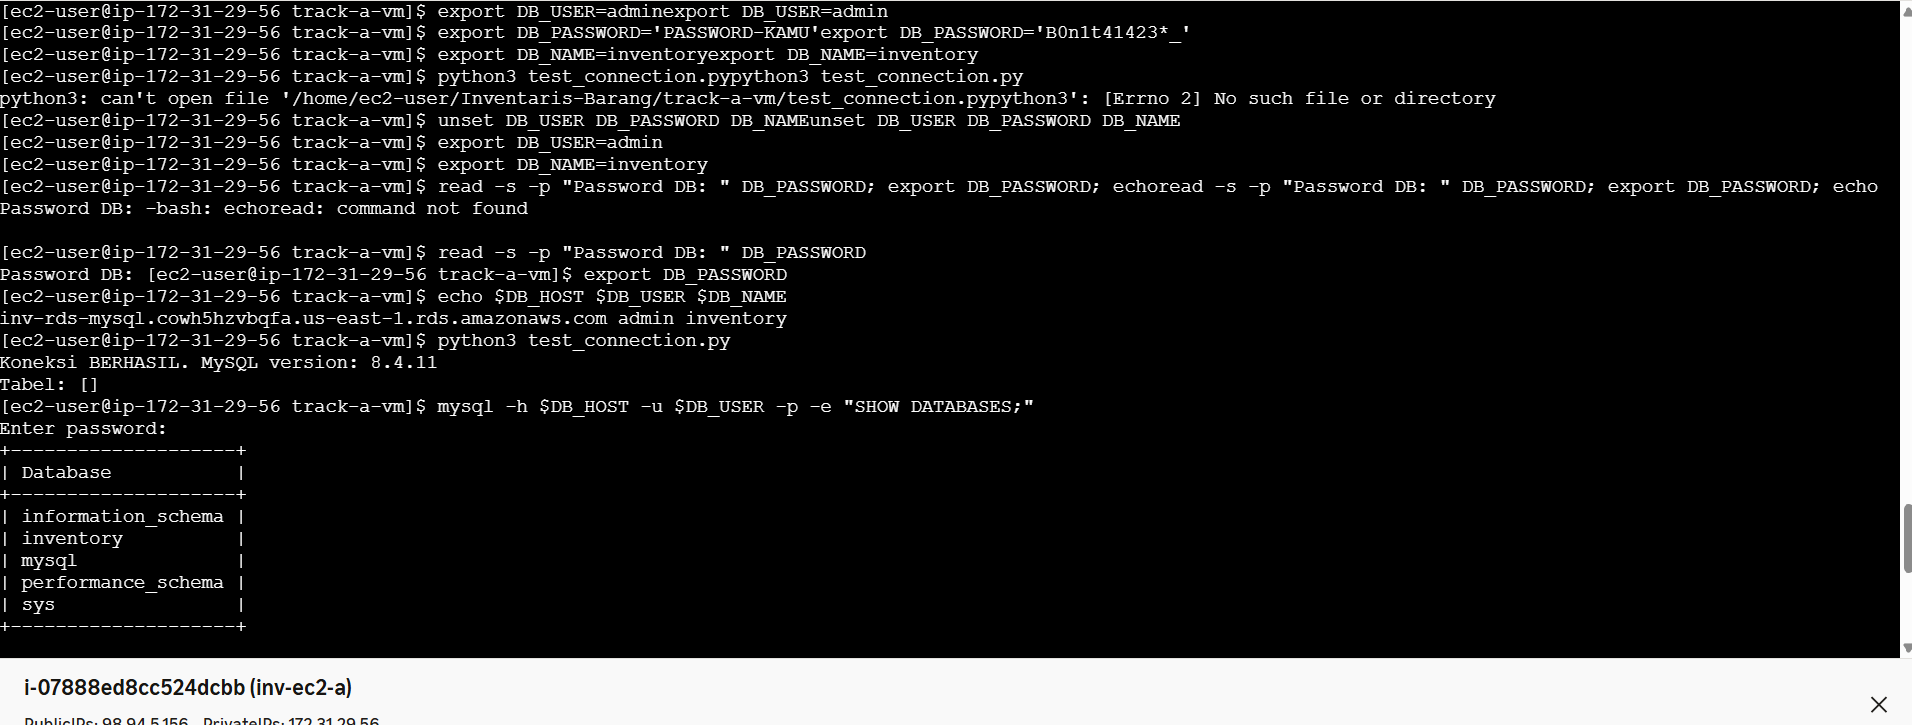 [ec2-user@ip-172-31-29-56 track-a-vm]$ export DB_USER=adminexport DB_USER=admin
[ec2-user@ip-172-31-29-56 track-a-vm]$ export DB_PASSWORD='PASSWORD-KAMU'export DB_PASSWORD='B0n1t41423*_'
[ec2-user@ip-172-31-29-56 track-a-vm]$ export DB_NAME=inventoryexport DB_NAME=inventory
[ec2-user@ip-172-31-29-56 track-a-vm]$ python3 test_connection.pypython3 test_connection.py
python3: can't open file '/home/ec2-user/Inventaris-Barang/track-a-vm/test_connection.pypython3': [Errno 2] No such file or directory
[ec2-user@ip-172-31-29-56 track-a-vm]$ unset DB_USER DB_PASSWORD DB_NAMEunset DB_USER DB_PASSWORD DB_NAME
[ec2-user@ip-172-31-29-56 track-a-vm]$ export DB_USER=admin
[ec2-user@ip-172-31-29-56 track-a-vm]$ export DB_NAME=inventory
[ec2-user@ip-172-31-29-56 track-a-vm]$ read -s -p "Password DB: " DB_PASSWORD; export DB_PASSWORD; echoread -s -p "Password DB: " DB_PASSWORD; export DB_PASSWORD; echo
Password DB: -bash: echoread: command not found
[ec2-user@ip-172-31-29-56 track-a-vm]$ read -s -p "Password DB: " DB_PASSWORD
Password DB: [ec2-user@ip-172-31-29-56 track-a-vm]$ export DB_PASSWORD
[ec2-user@ip-172-31-29-56 track-a-vm]$ echo $DB_HOST $DB_USER $DB_NAME
inv-rds-mysql.cowh5hzvbqfa.us-east-1.rds.amazonaws.com admin inventory
[ec2-user@ip-172-31-29-56 track-a-vm]$ python3 test_connection.py
Koneksi BERHASIL. MySQL version: 8.4.11
Tabel: []
[ec2-user@ip-172-31-29-56 track-a-vm]$ mysql -h $DB_HOST -u $DB_USER -p -e "SHOW DATABASES;"
Enter password:
+--------------------+
| Database           |
+--------------------+
| information_schema |
| inventory          |
| mysql              |
| performance_schema |
| sys                |
+--------------------+
i-07888ed8cc524dcbb (inv-ec2-a)
PublicIPs: 98.94.5.156 PrivateIPs: 172.31.29.56